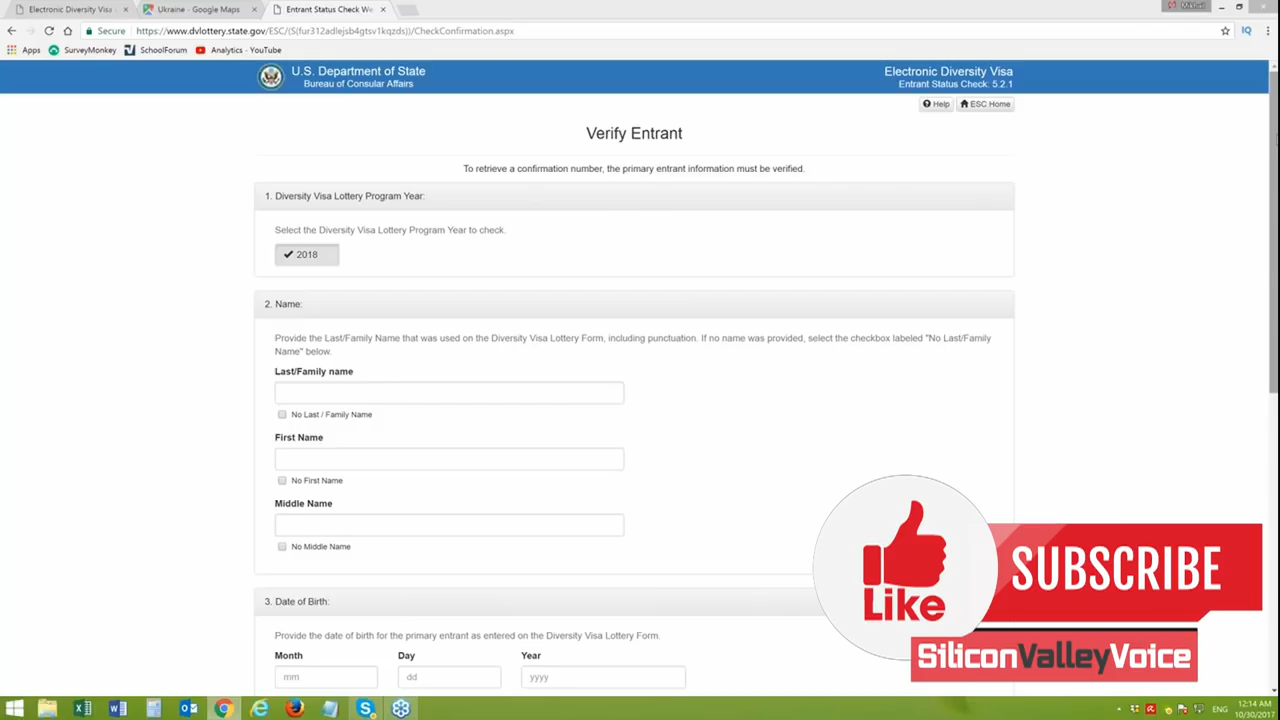 Electronic Diversity Visa L
Ukraine - Google Maps
Entrant Status Check We
Mikhail
Secure
https://www.dvlottery.state.gov/ESC/(S(fur312adlejsb4gtsv1kqzds))/CheckConfirmation.aspx
Apps
SurveyMonkey
SchoolForum
Analytics - YouTube
U.S. Department of State
Bureau of Consular Affairs
Electronic Diversity Visa
Entrant Status Check: 5.2.1
Help
ESC Home
Verify Entrant
To retrieve a confirmation number, the primary entrant information must be verified.
1. Diversity Visa Lottery Program Year:
Select the Diversity Visa Lottery Program Year to check.
2018
2. Name:
Provide the Last/Family Name that was used on the Diversity Visa Lottery Form, including punctuation. If no name was provided, select the checkbox labeled "No Last/Family
Name" below.
Last/Family name
No Last / Family Name
First Name
No First Name
Middle Name
No Middle Name
3. Date of Birth:
Provide the date of birth for the primary entrant as entered on the Diversity Visa Lottery Form.
Month
Day
Year
mm
dd
yyyy
Like
SUBSCRIBE
SiliconValleyVoice
ENG
12:14 AM
10/30/2017